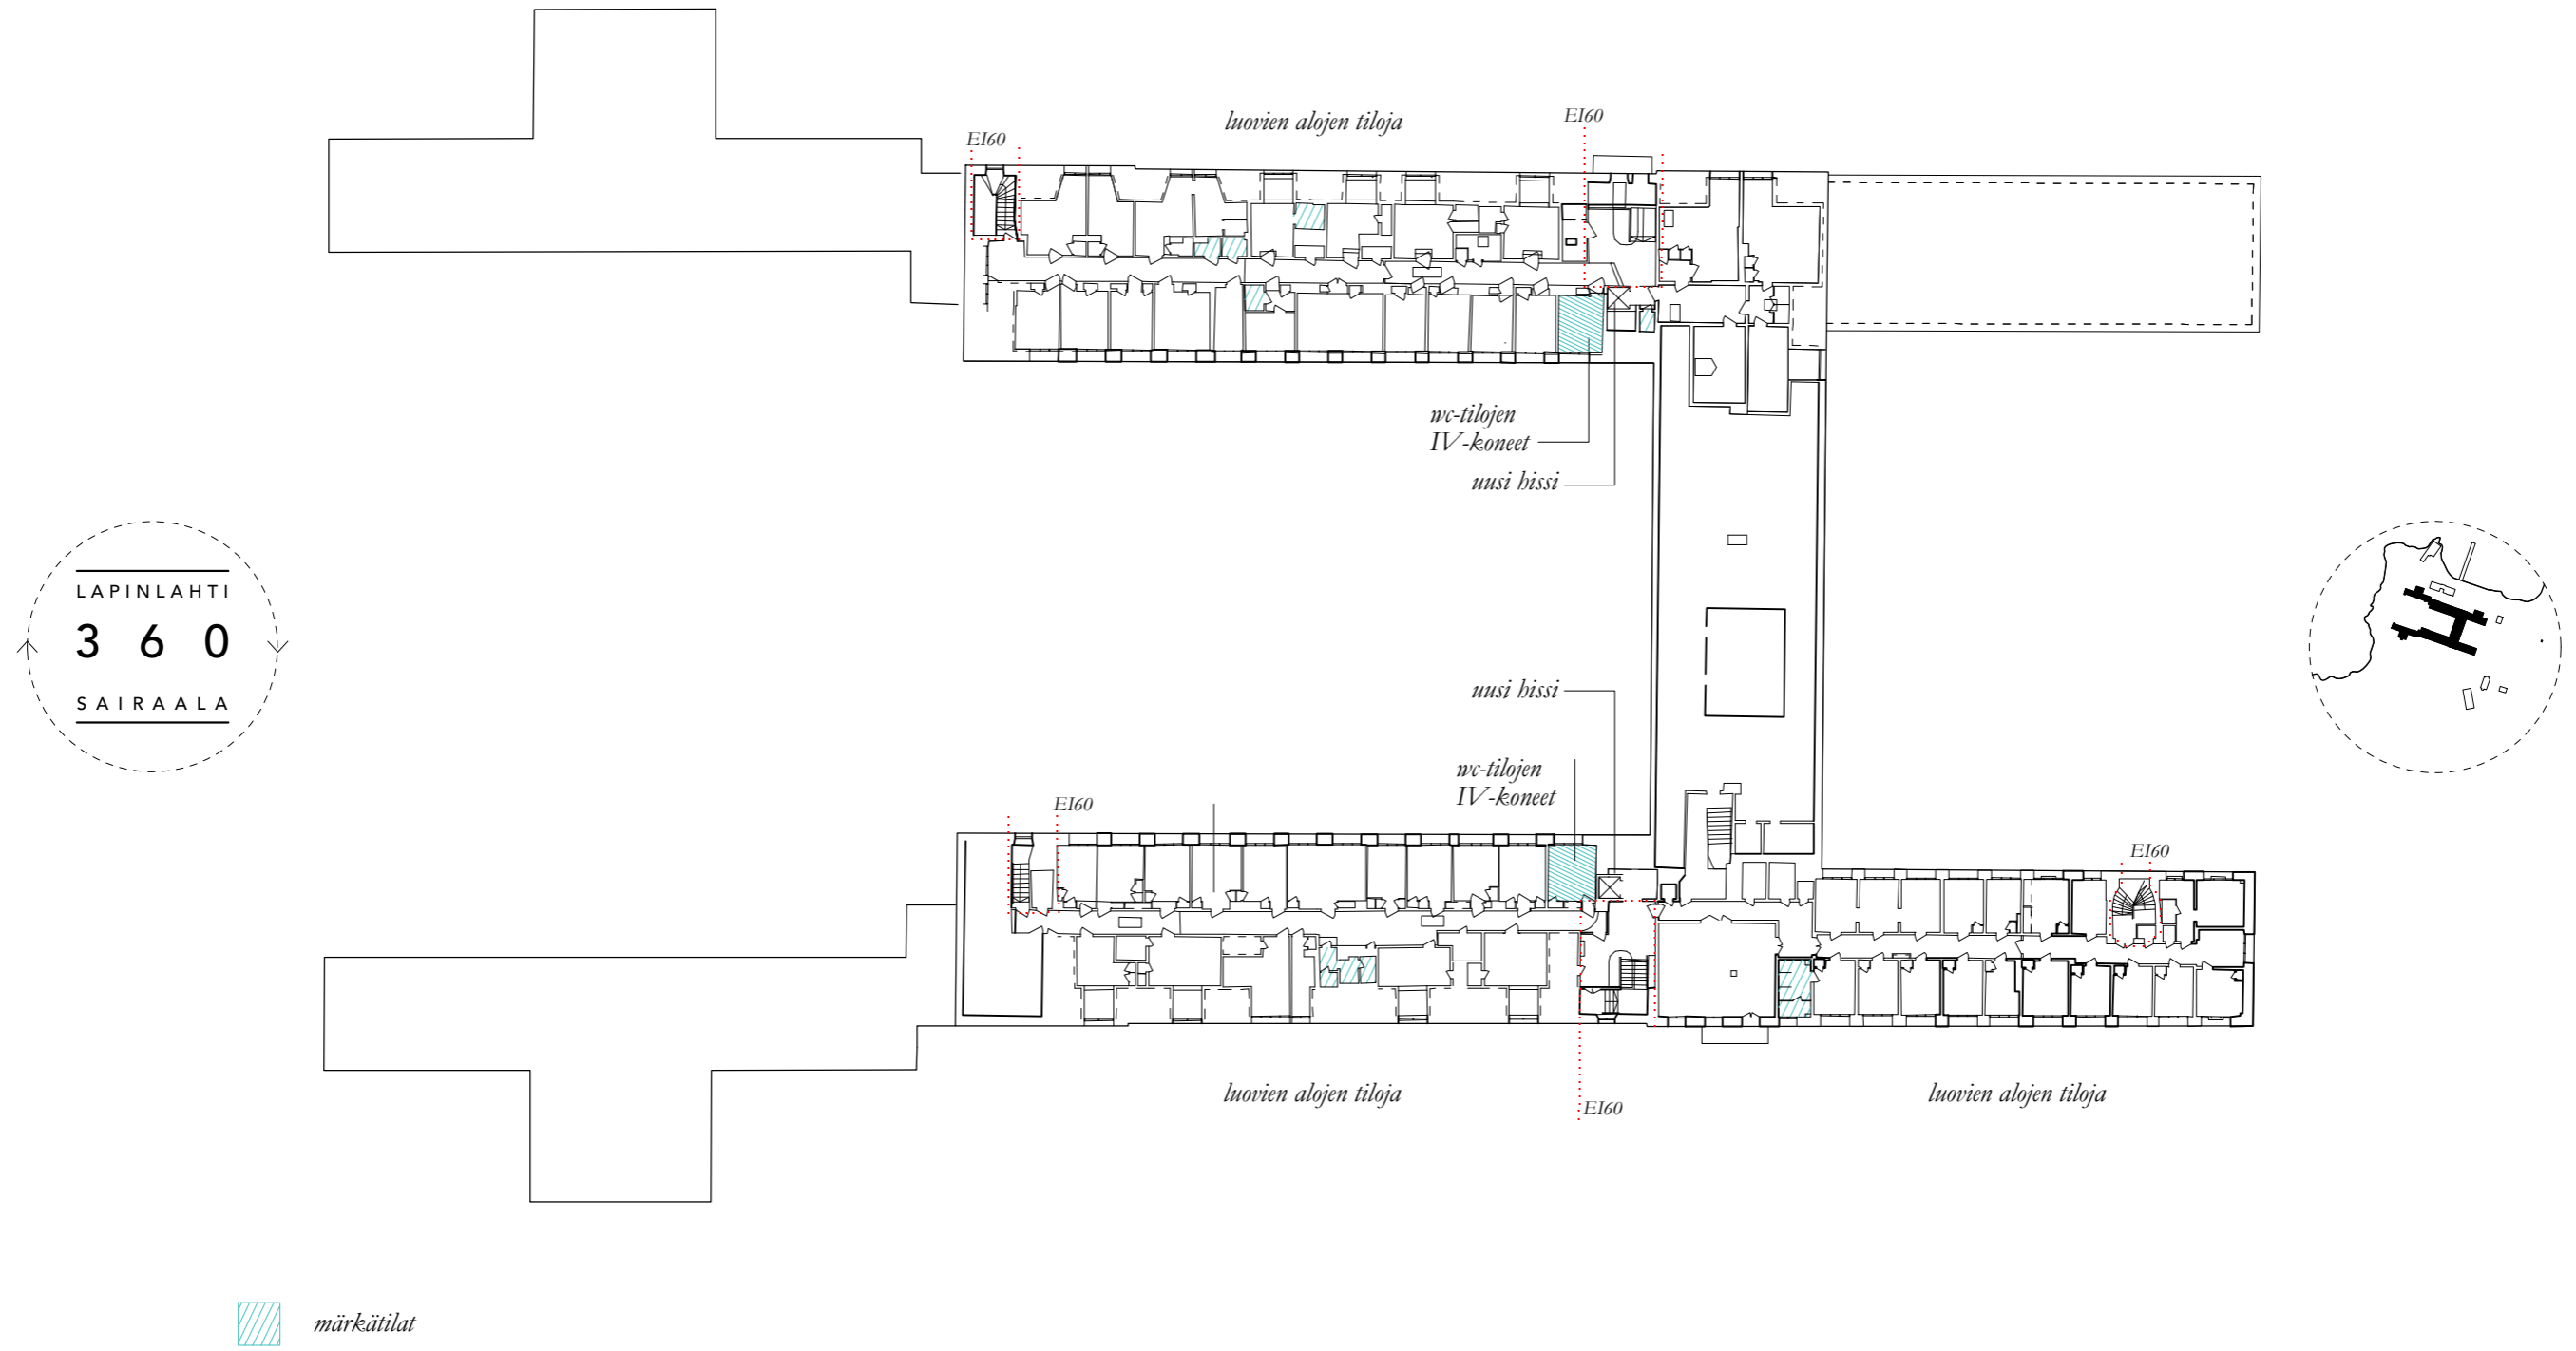 luovien alojen tiloja
EI60
EI60
wc-tilojen
IV-koneet
uusi hissi
LAPINLAHTI
3 6 0
SAIRAALA
uusi hissi
wc-tilojen
IV-koneet
EI60
EI60
luovien alojen tiloja
EI60
luovien alojen tiloja
märkätilat